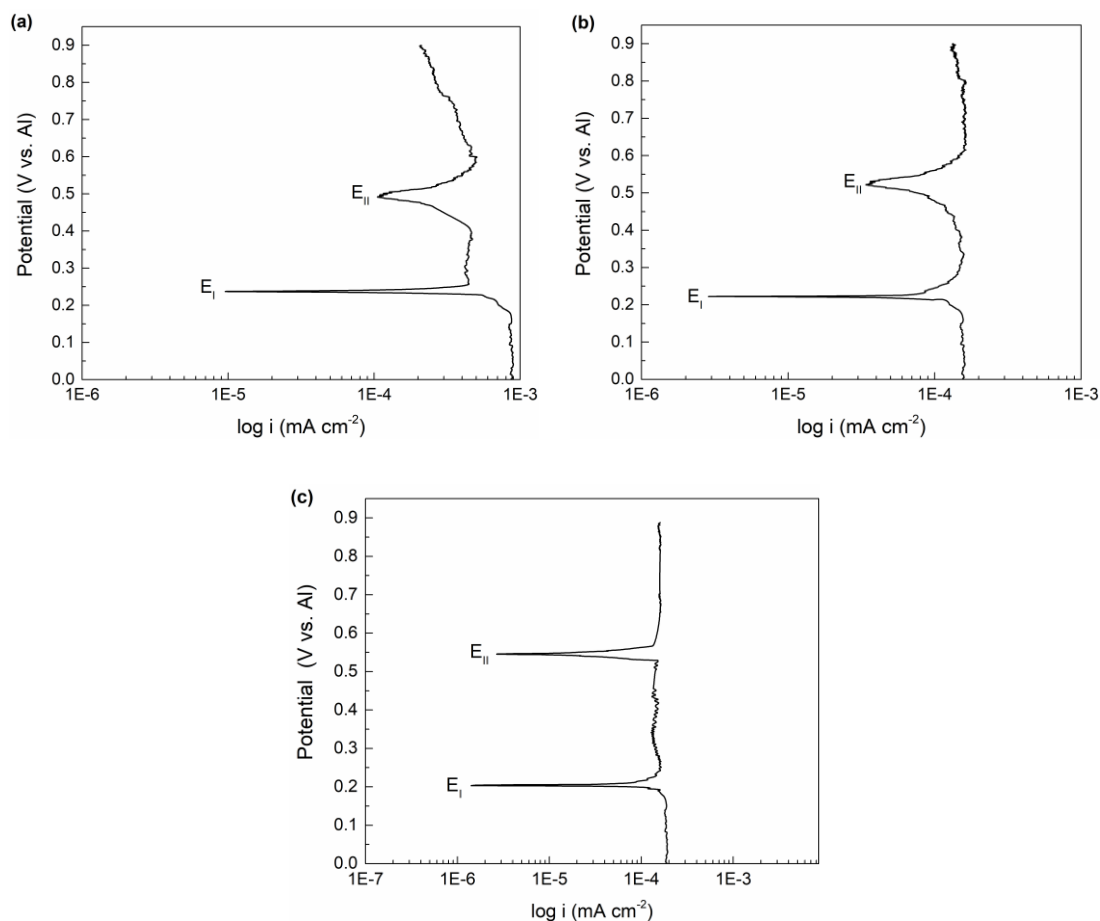 (a)
0.9
0.8
0.7
0.6
0.5
0.4
0.3
0.2
0.1
0.0
Potential (V vs. Al)
E_II
E_I
1E-6 1E-5 1E-4 1E-3
log i (mA cm⁻²)
(b)
0.9
0.8
0.7
0.6
0.5
0.4
0.3
0.2
0.1
0.0
Potential (V vs. Al)
E_II
E_I
1E-6 1E-5 1E-4 1E-3
log i (mA cm⁻²)
(c)
0.9
0.8
0.7
0.6
0.5
0.4
0.3
0.2
0.1
0.0
Potential (V vs. Al)
E_II
E_I
1E-7 1E-6 1E-5 1E-4 1E-3
log i (mA cm⁻²)